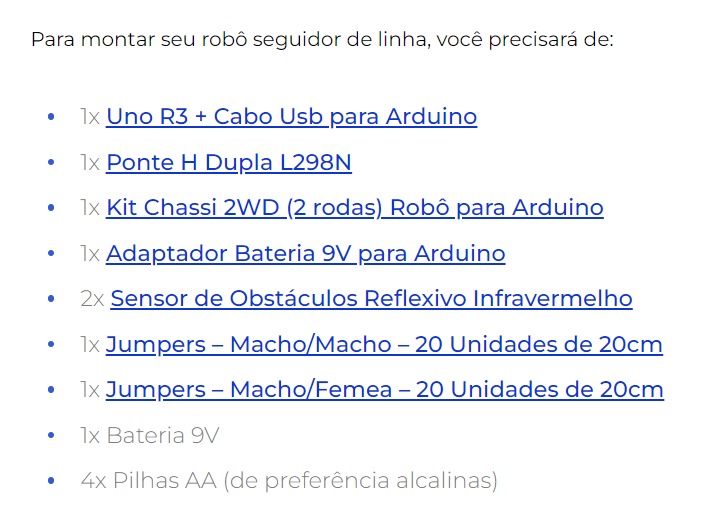 Para montar seu robô seguidor de linha, você precisará de:
• 1x Uno R3 + Cabo Usb para Arduino
• 1x Ponte H Dupla L298N
• 1x Kit Chassi 2WD (2 rodas) Robô para Arduino
• 1x Adaptador Bateria 9V para Arduino
• 2x Sensor de Obstáculos Reflexivo Infravermelho
• 1x Jumpers – Macho/Macho – 20 Unidades de 20cm
• 1x Jumpers – Macho/Femea – 20 Unidades de 20cm
• 1x Bateria 9V
• 4x Pilhas AA (de preferência alcalinas)